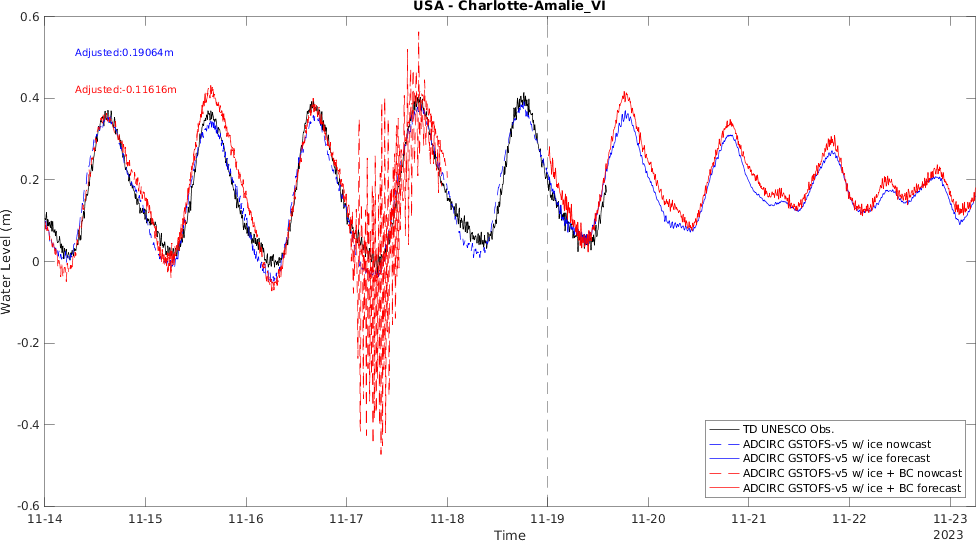 USA - Charlotte-Amalie_VI
0.6
Adjusted:0.19064m
Adjusted:-0.11616m
0.4
0.2
0
-0.2
-0.4
-0.6
Water Level (m)
TD UNESCO Obs.
ADCIRC GSTOFS-v5 w/ ice nowcast
ADCIRC GSTOFS-v5 w/ ice forecast
ADCIRC GSTOFS-v5 w/ ice + BC nowcast
ADCIRC GSTOFS-v5 w/ ice + BC forecast
11-14 11-15 11-16 11-17 11-18 11-19 11-20 11-21 11-22 11-23
Time 2023